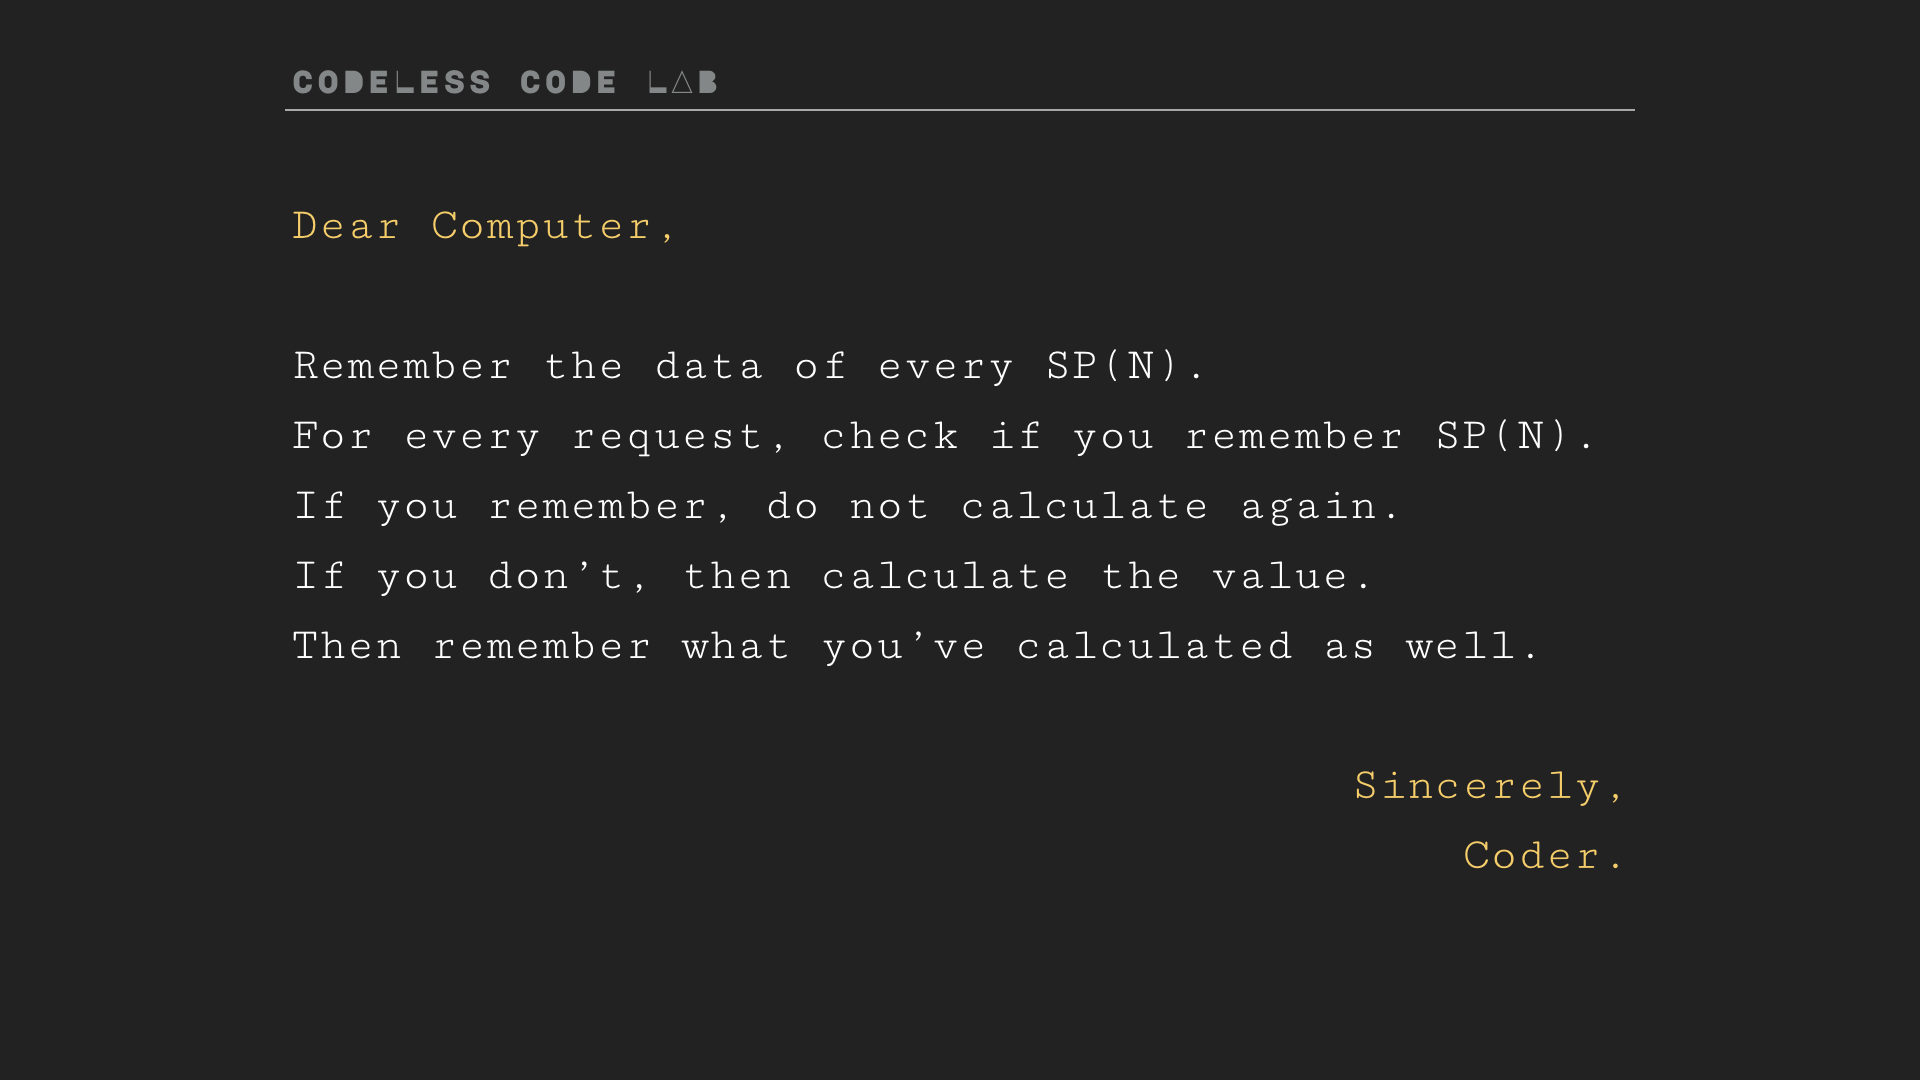 CODELESS CODE LAB
Dear Computer,
Remember the data of every SP(N).
For every request, check if you remember SP(N).
If you remember, do not calculate again.
If you don’t, then calculate the value.
Then remember what you’ve calculated as well.
Sincerely,
Coder.